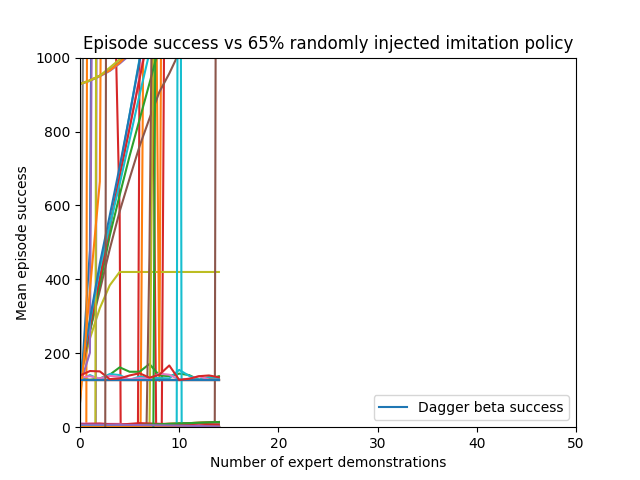 Episode success vs 65% randomly injected imitation policy
1000
800
600
400
200
0
Mean episode success
Dagger beta success
0 10 20 30 40 50
Number of expert demonstrations